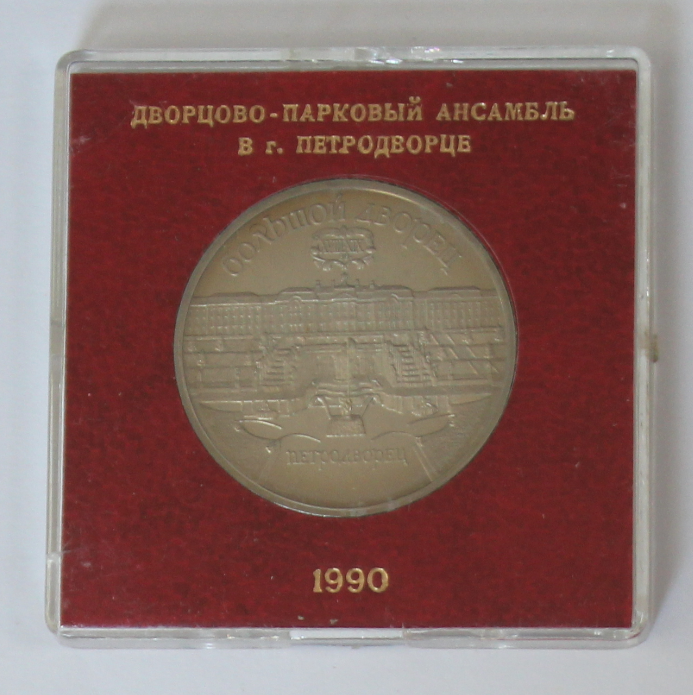 ДВОРЦОВО-ПАРКОВЫЙ АНСАМБЛЬ
В г. ПЕТРОДВОРЦЕ
БОЛЬШОЙ ДВОРЕЦ
ПЕТРОДВОРЕЦ
1990